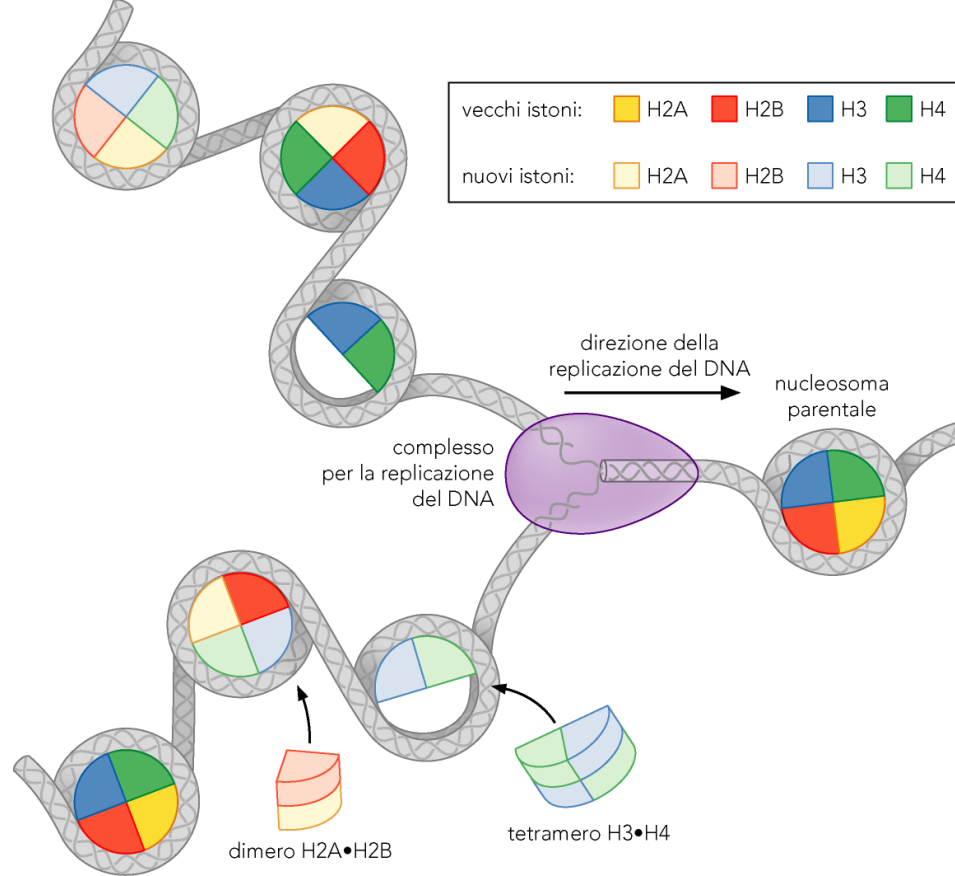 vecchi istoni: H2A H2B H3 H4
nuovi istoni: H2A H2B H3 H4
direzione della
replicazione del DNA
nucleosoma
parentale
complesso
per la replicazione
del DNA
dimero H2A•H2B
tetramero H3•H4